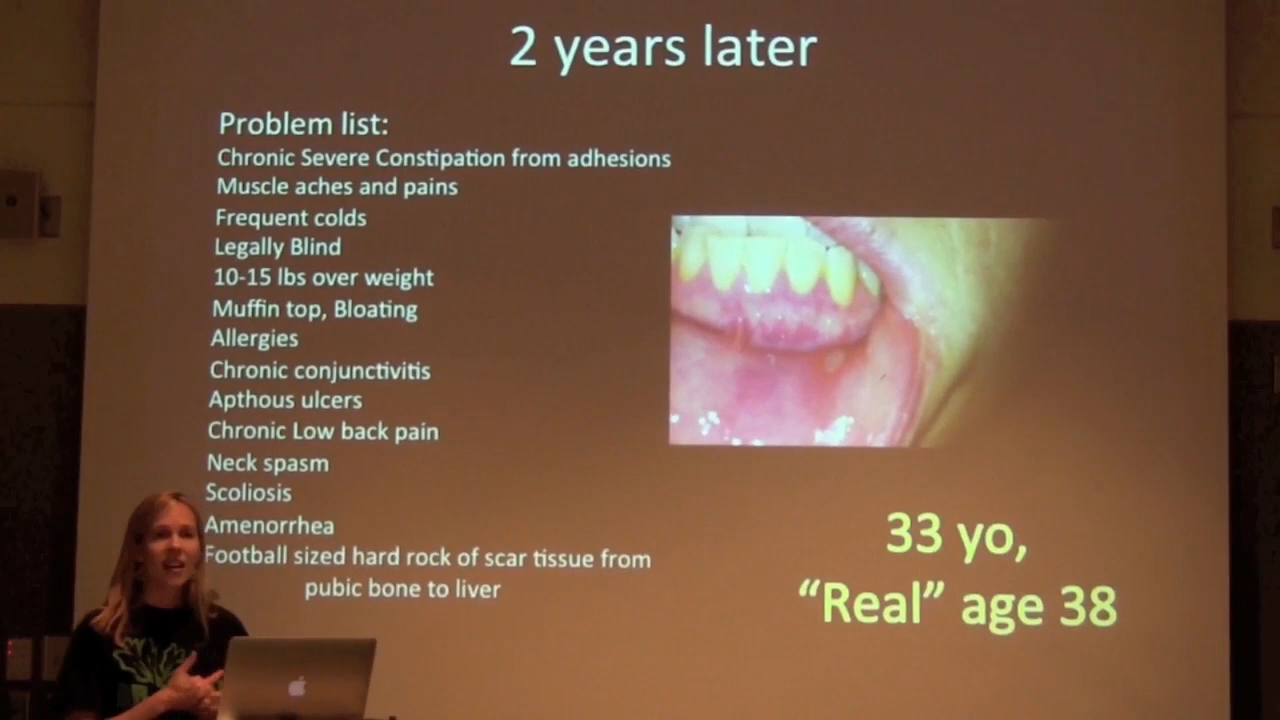 2 years later
Problem list:
Chronic Severe Constipation from adhesions
Muscle aches and pains
Frequent colds
Legally Blind
10-15 lbs over weight
Muffin top, Bloating
Allergies
Chronic conjunctivitis
Apthous ulcers
Chronic Low back pain
Neck spasm
Scoliosis
Amenorrhea
Football sized hard rock of scar tissue from
pubic bone to liver
33 yo,
“Real” age 38